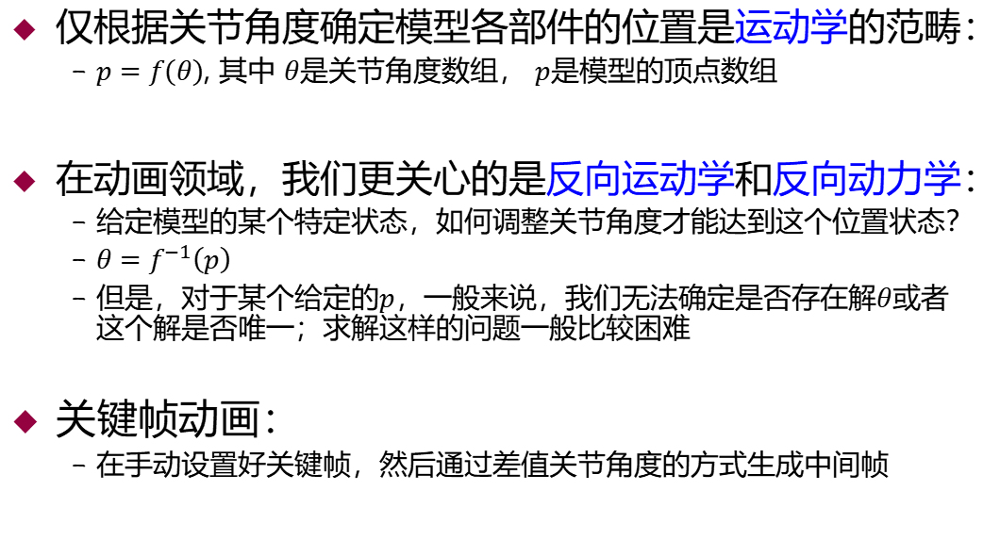 ◆ 仅根据关节角度确定模型各部件的位置是运动学的范�：
– p = f(θ), 其中 θ是关节角度数组， p是模型的顶点数组
◆ 在动画领域，我们更关心的是反向运动学和反向动力学：
– 给定模型的某个特定状态，如何调整关节角度才能达到这个位置状态？
– θ = f⁻¹(p)
– 但是，对于某个给定的p，一般来说，我们无法确定是否存在解θ或者
这个解是否唯一；求解这样的问题一般比较困难
◆ 关键帧动画：
– 在手动设置好关键帧，然后通过差值关节角度的方式生成中间帧